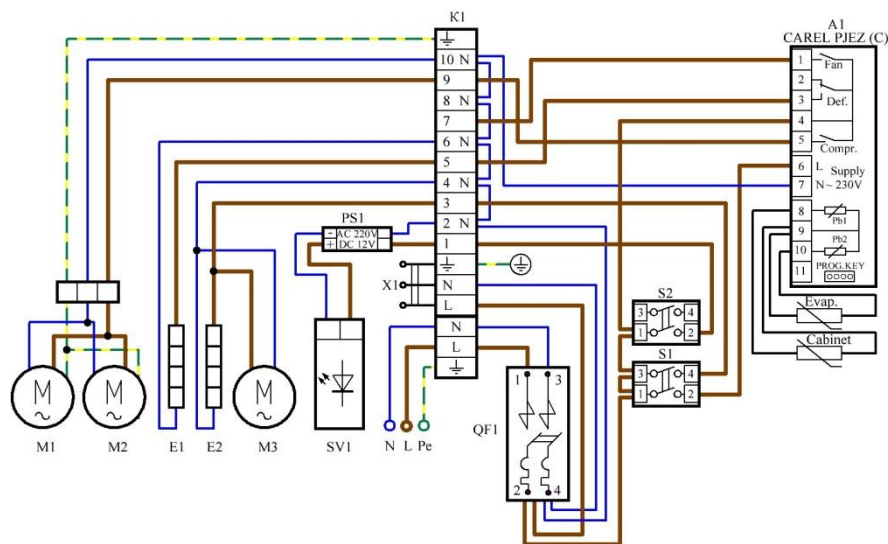 K1
10 N
9
8 N
7
6 N
5
4 N
3
2 N
1
N
L
N
L
A1
CAREL PJEZ (C)
1 Fan
2
3 Def.
4
5 Compr.
6 L Supply
7 N~ 230V
8 Pb1
9
10 Pb2
11 PROG.KEY
Evap.
Cabinet
PS1
- AC 220V
+ DC 12V
X1
S2
3 4
1 2
S1
3 4
1 2
QF1
1 3
2 4
M
~
M
~
M
~
M1
M2
E1
E2
M3
SV1
N
L
Pe